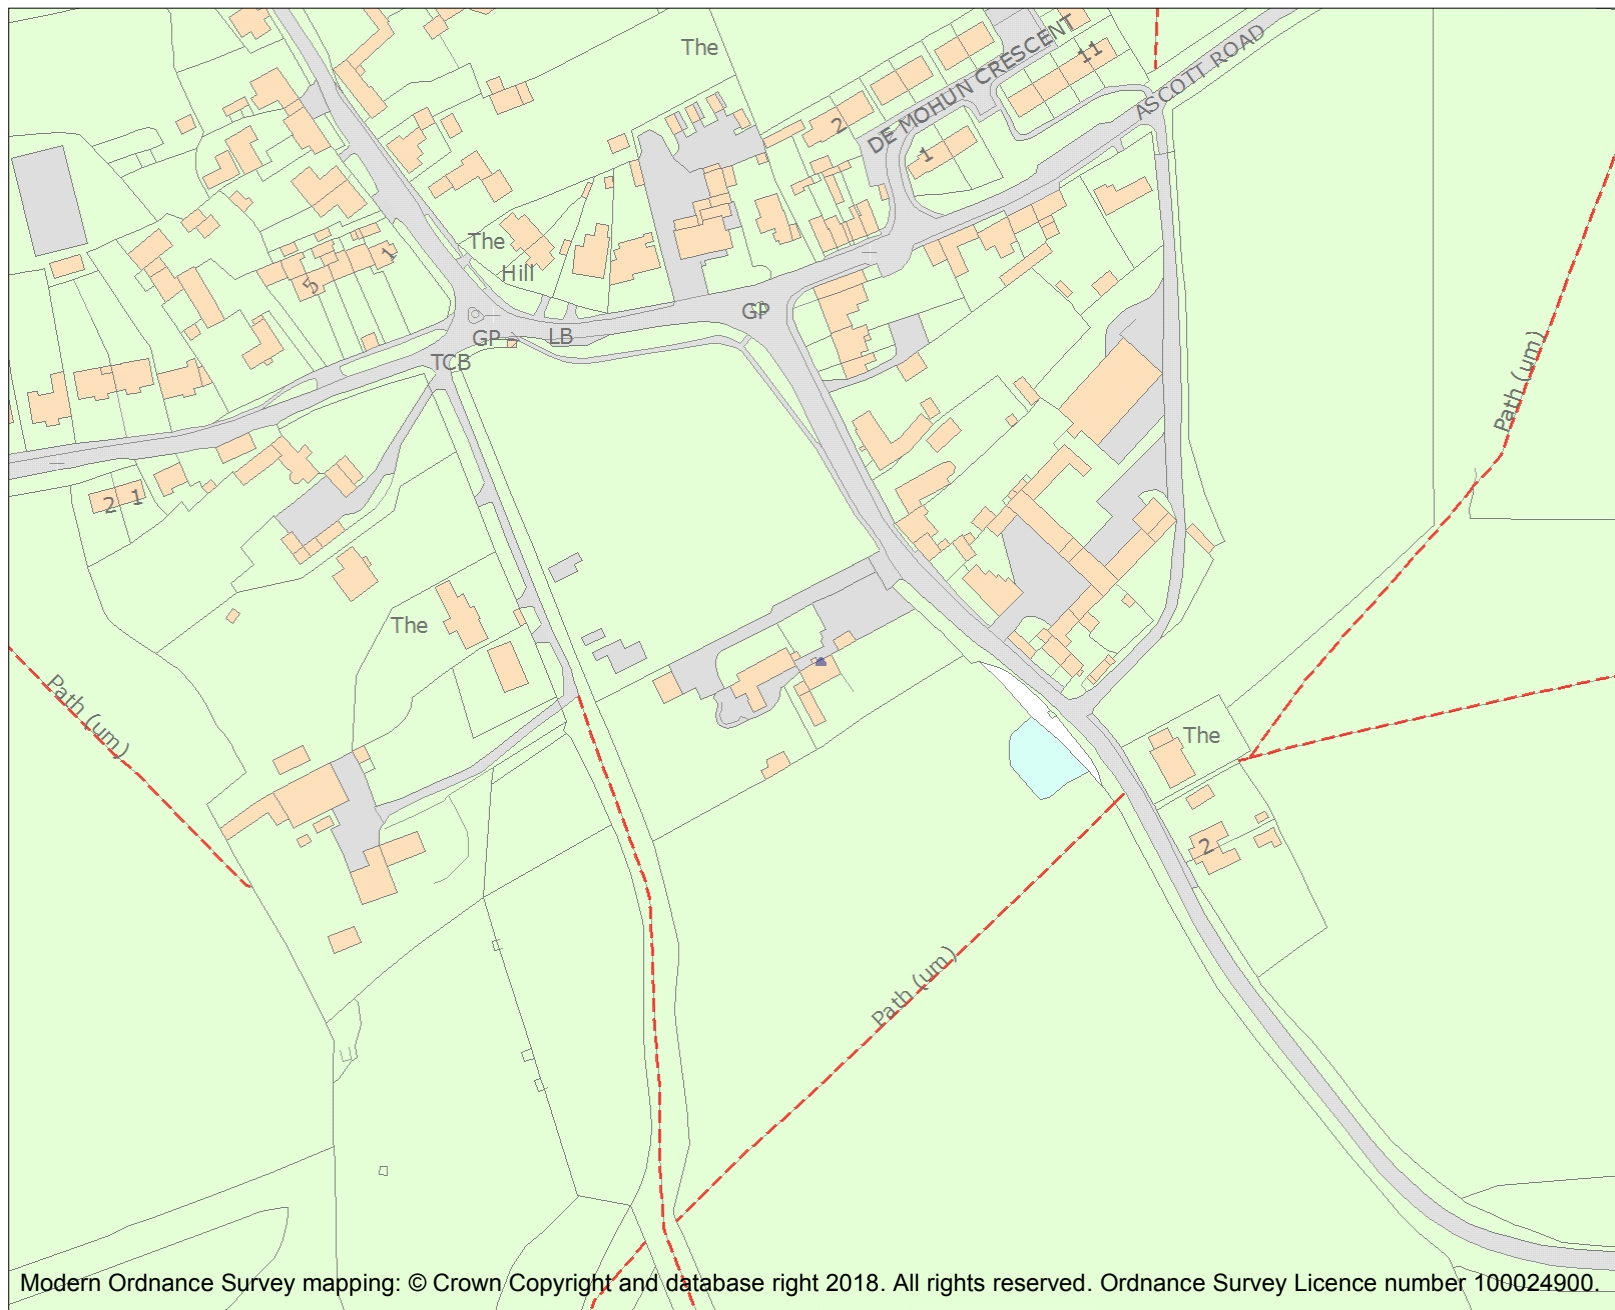 The
DE MOHUN CRESCENT
11
ASCOTT ROAD
2
1
The
Hill
1
5
GP
GP
LB
TCB
Path (um)
2 1
The
Path (um)
The
2
Path (um)
Modern Ordnance Survey mapping: © Crown Copyright and database right 2018. All rights reserved. Ordnance Survey Licence number 100024900.